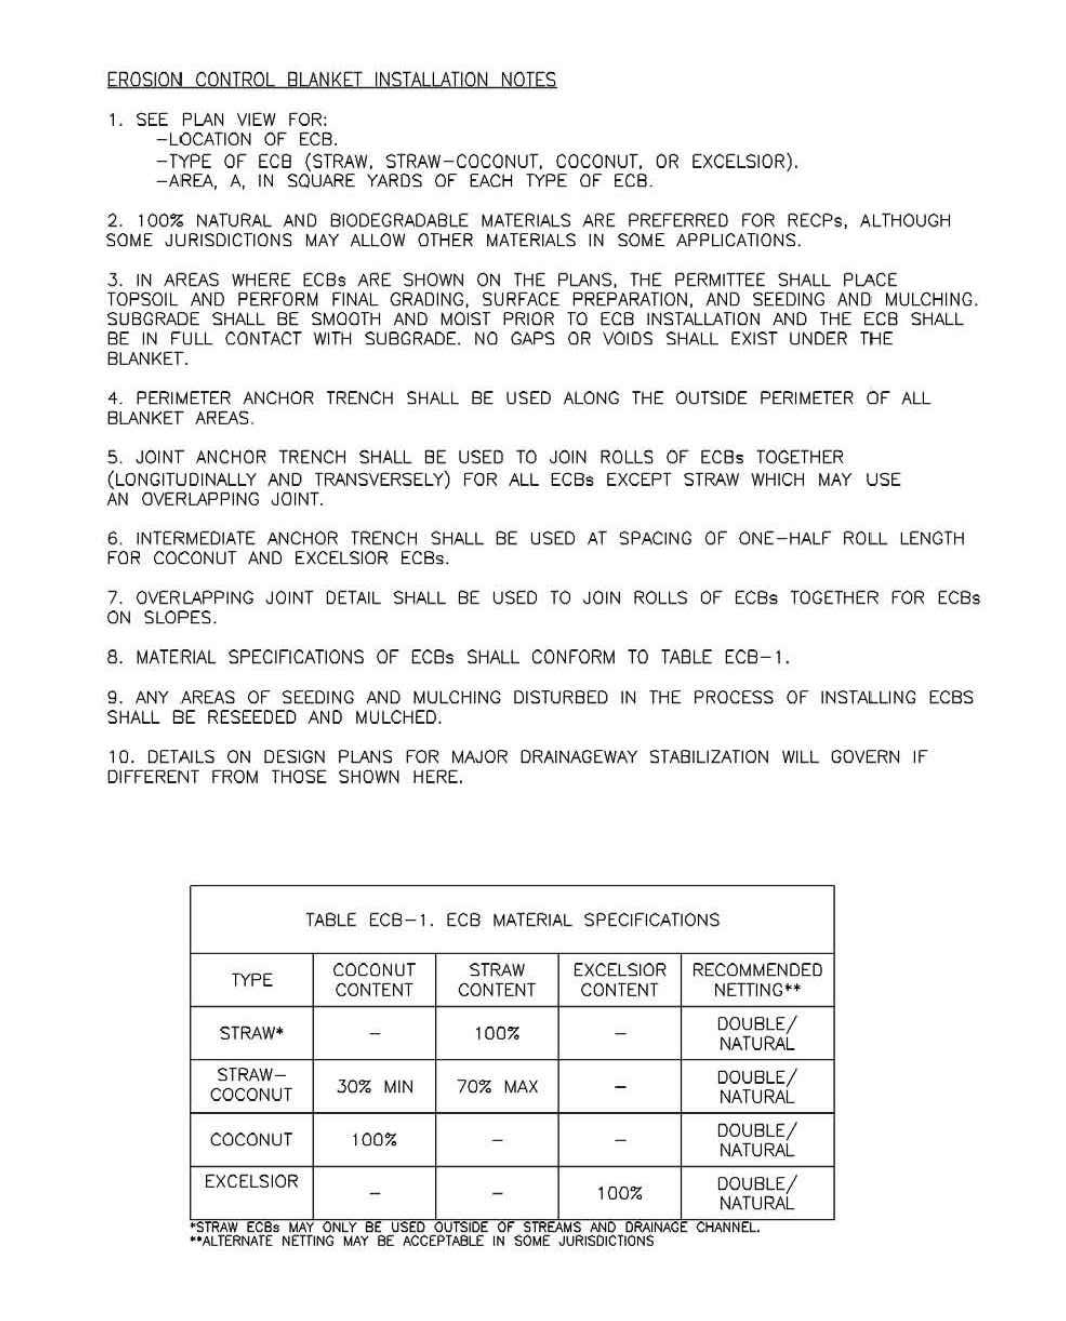 EROSION CONTROL BLANKET INSTALLATION NOTES
1. SEE PLAN VIEW FOR:
-LOCATION OF ECB.
-TYPE OF ECB (STRAW, STRAW-COCONUT, COCONUT, OR EXCELSIOR).
-AREA, A, IN SQUARE YARDS OF EACH TYPE OF ECB.
2. 100% NATURAL AND BIODEGRADABLE MATERIALS ARE PREFERRED FOR RECPs, ALTHOUGH
SOME JURISDICTIONS MAY ALLOW OTHER MATERIALS IN SOME APPLICATIONS.
3. IN AREAS WHERE ECBs ARE SHOWN ON THE PLANS, THE PERMITTEE SHALL PLACE
TOPSOIL AND PERFORM FINAL GRADING, SURFACE PREPARATION, AND SEEDING AND MULCHING.
SUBGRADE SHALL BE SMOOTH AND MOIST PRIOR TO ECB INSTALLATION AND THE ECB SHALL
BE IN FULL CONTACT WITH SUBGRADE. NO GAPS OR VOIDS SHALL EXIST UNDER THE
BLANKET.
4. PERIMETER ANCHOR TRENCH SHALL BE USED ALONG THE OUTSIDE PERIMETER OF ALL
BLANKET AREAS.
5. JOINT ANCHOR TRENCH SHALL BE USED TO JOIN ROLLS OF ECBs TOGETHER
(LONGITUDINALLY AND TRANSVERSELY) FOR ALL ECBs EXCEPT STRAW WHICH MAY USE
AN OVERLAPPING JOINT.
6. INTERMEDIATE ANCHOR TRENCH SHALL BE USED AT SPACING OF ONE-HALF ROLL LENGTH
FOR COCONUT AND EXCELSIOR ECBs.
7. OVERLAPPING JOINT DETAIL SHALL BE USED TO JOIN ROLLS OF ECBs TOGETHER FOR ECBs
ON SLOPES.
8. MATERIAL SPECIFICATIONS OF ECBs SHALL CONFORM TO TABLE ECB-1.
9. ANY AREAS OF SEEDING AND MULCHING DISTURBED IN THE PROCESS OF INSTALLING ECBS
SHALL BE RESEEDED AND MULCHED.
10. DETAILS ON DESIGN PLANS FOR MAJOR DRAINAGEWAY STABILIZATION WILL GOVERN IF
DIFFERENT FROM THOSE SHOWN HERE.
TABLE ECB-1. ECB MATERIAL SPECIFICATIONS
TYPE COCONUT CONTENT STRAW CONTENT EXCELSIOR CONTENT RECOMMENDED NETTING**
STRAW* - 100% - DOUBLE/ NATURAL
STRAW- COCONUT 30% MIN 70% MAX - DOUBLE/ NATURAL
COCONUT 100% - - DOUBLE/ NATURAL
EXCELSIOR - - 100% DOUBLE/ NATURAL
*STRAW ECBs MAY ONLY BE USED OUTSIDE OF STREAMS AND DRAINAGE CHANNEL.
**ALTERNATE NETTING MAY BE ACCEPTABLE IN SOME JURISDICTIONS